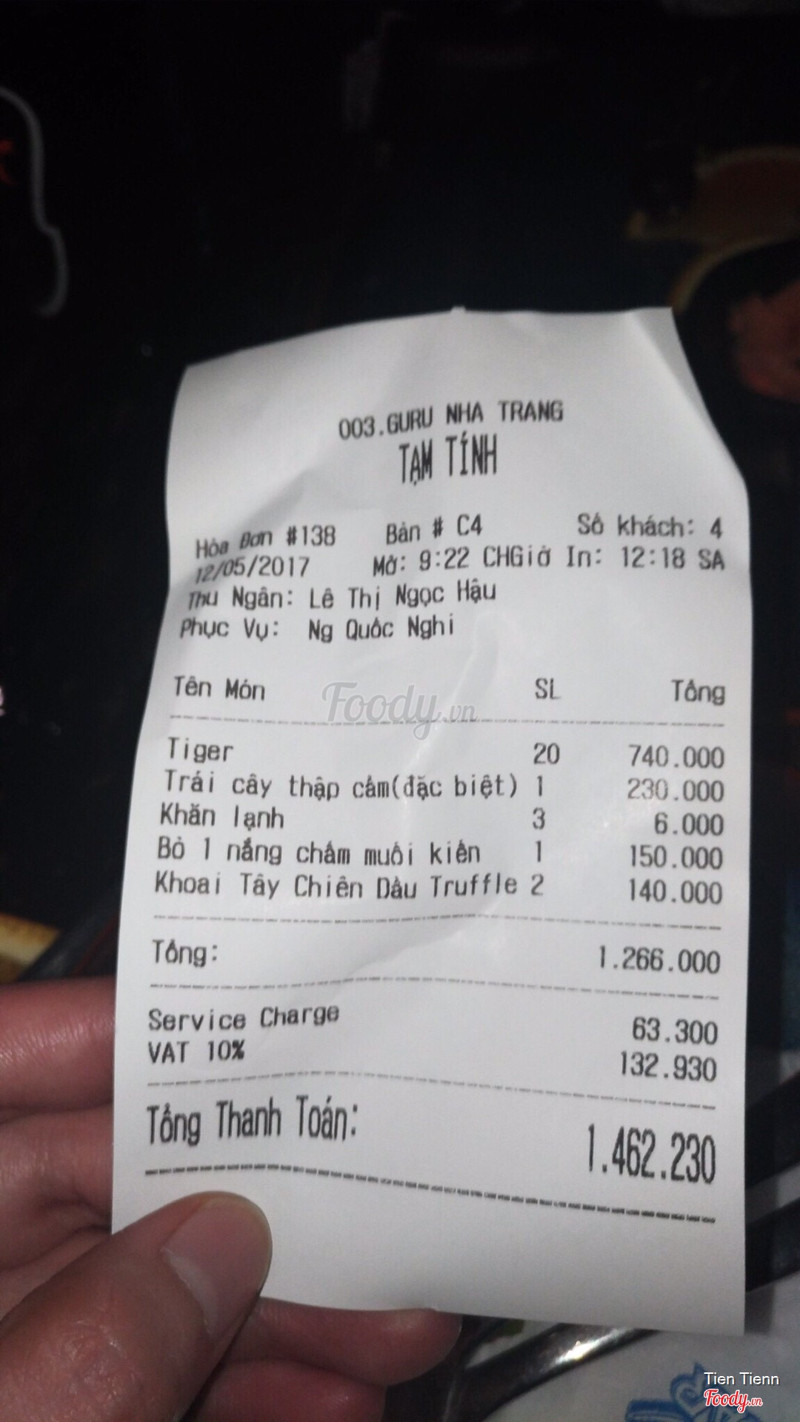 003.GURU NHA TRANG
TẠM TÍNH
Hóa Đơn #138 Bàn # C4 Số khách: 4
12/05/2017 Mở: 9:22 CHGiờ In: 12:18 SA
Thu Ngân: Lê Thị Ngọc Hậu
Phục Vụ: Ng Quốc Nghi
Tên Món SL Tổng
Foody.vn
Tiger 20 740.000
Trái cây thập cẩm(đặc biệt) 1 230.000
Khăn lạnh 3 6.000
Bò 1 nắng chấm muối kiến 1 150.000
Khoai Tây Chiên Dầu Truffle 2 140.000
Tổng: 1.266.000
Service Charge 63.300
VAT 10% 132.930
Tổng Thanh Toán: 1.462.230
Tien Tienn
Foody.vn